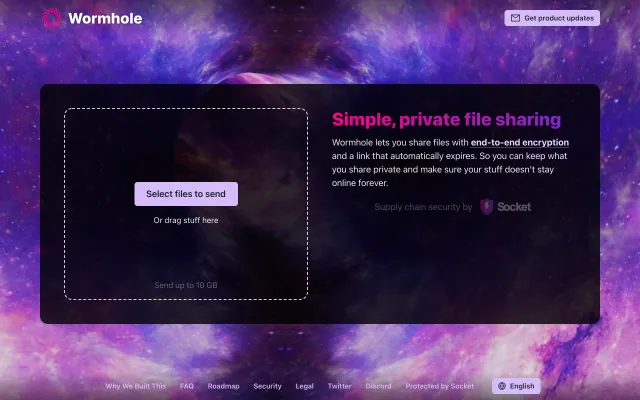 Wormhole
Get product updates
Select files to send
Or drag stuff here
Send up to 10 GB
Simple, private file sharing
Wormhole lets you share files with end-to-end encryption
and a link that automatically expires. So you can keep what
you share private and make sure your stuff doesn't stay
online forever.
Supply chain security by Socket
Why We Built This FAQ Roadmap Security Legal Twitter Discord Protected by Socket English